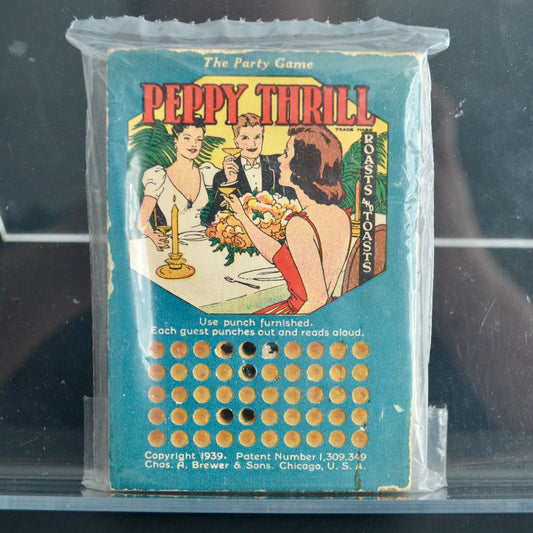 The Party Game
PEPPY THRILL
TRADE MARK
ROASTS AND TOASTS
Use punch furnished.
Each guest punches out and reads aloud.
Copyright 1939. Patent Number 1,309,349
Chas. A. Brewer & Sons. Chicago, U. S. A.